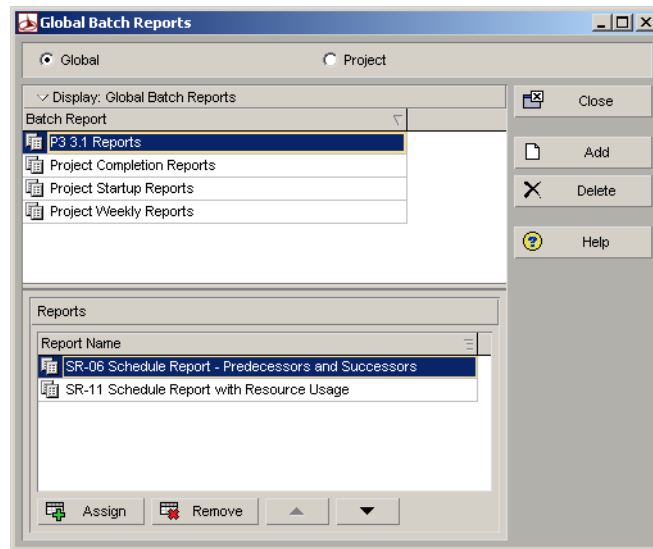 Global Batch Reports
Global Project
Display: Global Batch Reports
Batch Report
P3 3.1 Reports
Project Completion Reports
Project Startup Reports
Project Weekly Reports
Close
Add
Delete
Help
Reports
Report Name
SR-06 Schedule Report - Predecessors and Successors
SR-11 Schedule Report with Resource Usage
Assign Remove